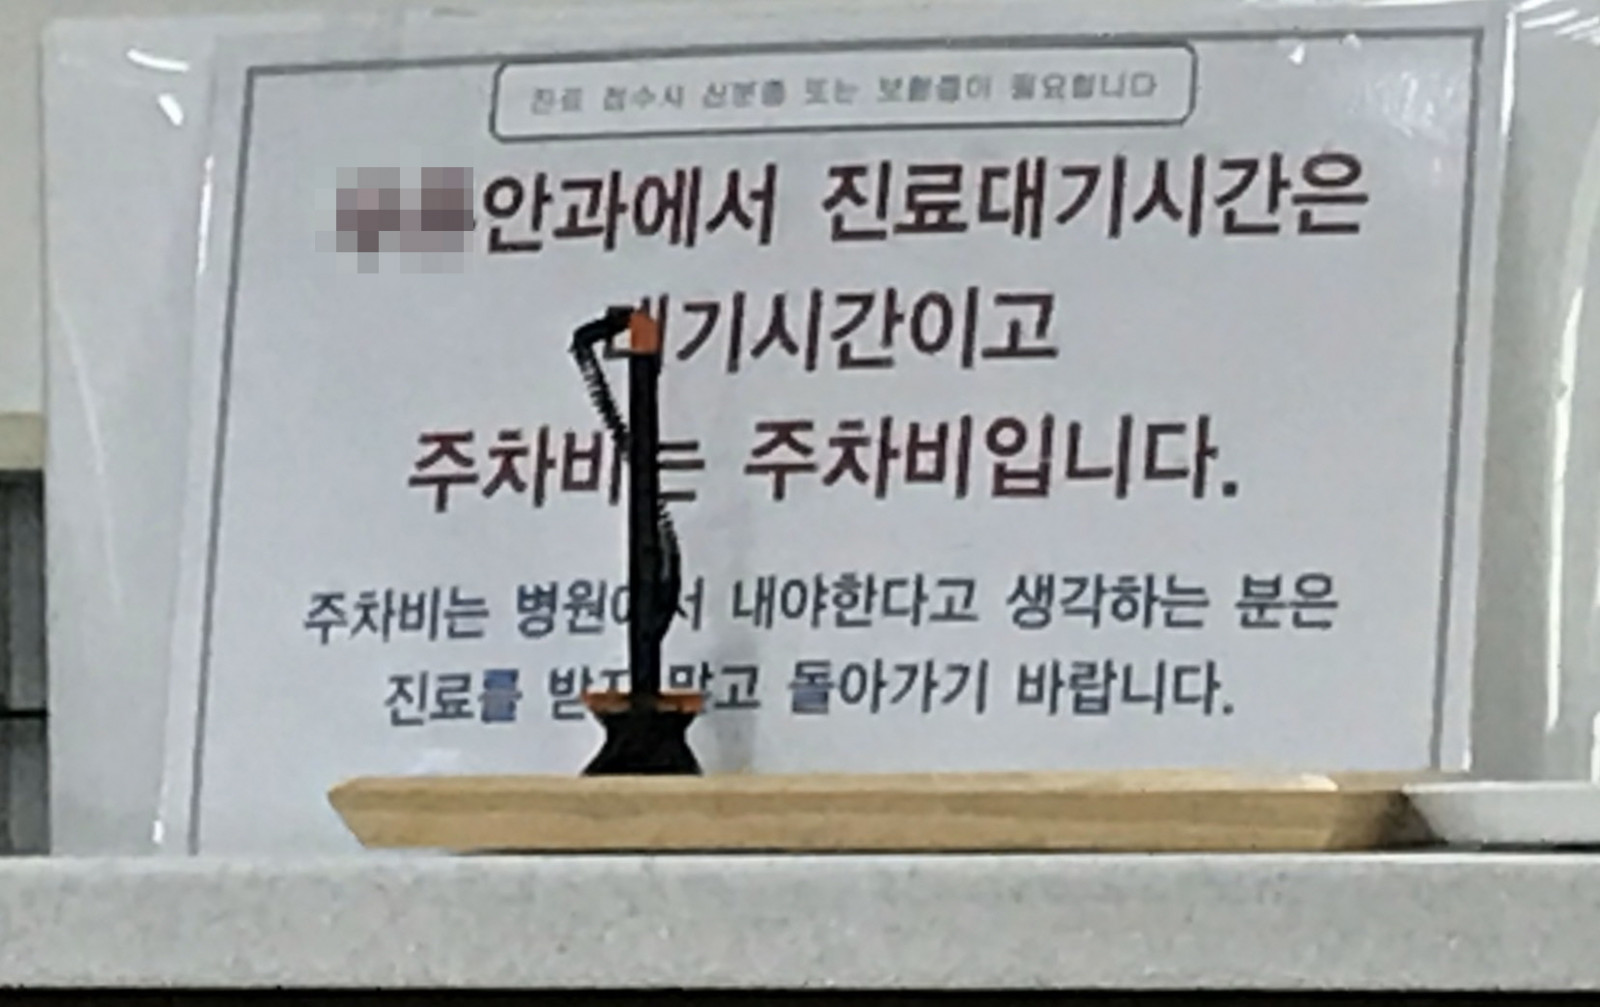 진료 접수시 신분증 또는 보험증이 필요합니다
안과에서 진료대기시간은
대기시간이고
주차비는 주차비입니다.
주차비는 병원에서 내야한다고 생각하는 분은
진료를 받지 말고 돌아가기 바랍니다.